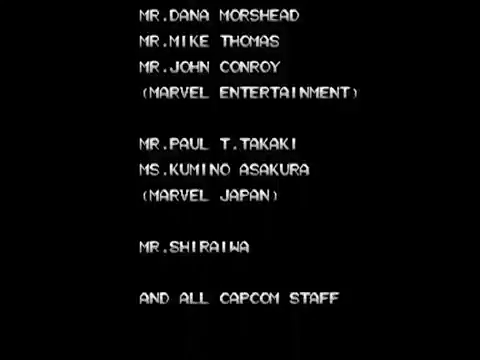 MR.DANA MORSHEAD
MR.MIKE THOMAS
MR.JOHN CONROY
(MARVEL ENTERTAINMENT)
MR.PAUL T.TAKAKI
MS.KUMINO ASAKURA
(MARVEL JAPAN)
MR.SHIRAIWA
AND ALL CAPCOM STAFF